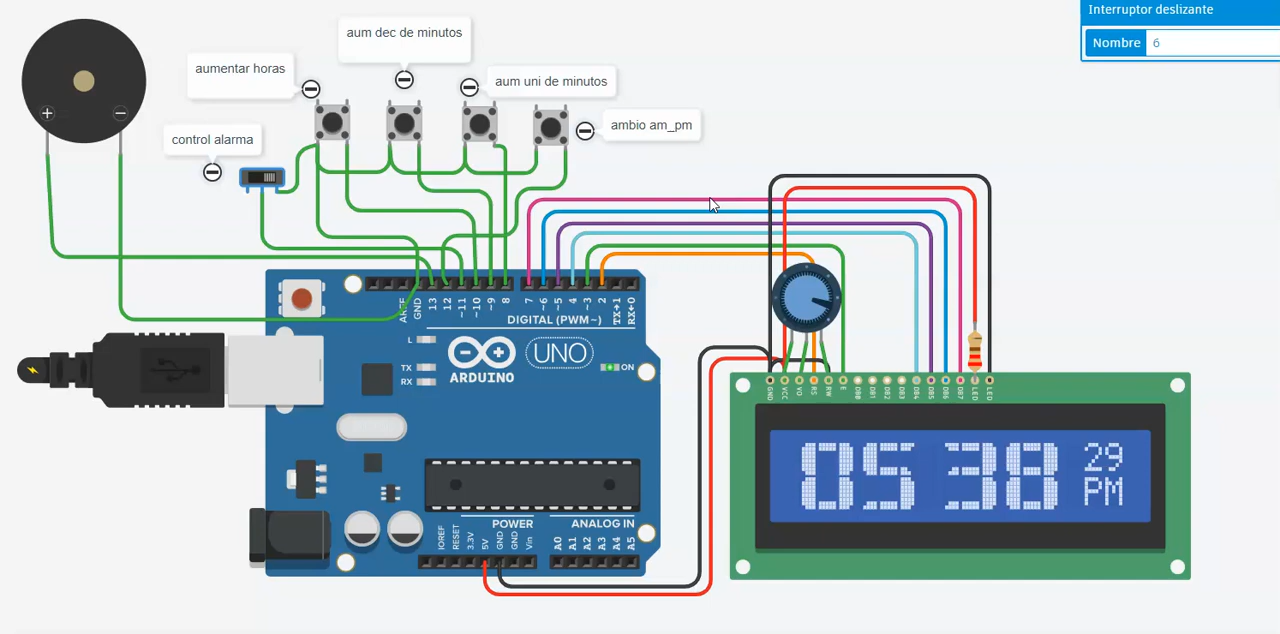 Interruptor deslizante
Nombre 6
aum dec de minutos
aumentar horas
aum uni de minutos
ambio am_pm
control alarma
+
−
AREF
GND
13
12
~11
~10
~9
8
7
~6
~5
4
~3
2
TX→1
RX←0
DIGITAL (PWM~)
L
TX
RX
ARDUINO
UNO
ON
GND
VCC
VO
RS
RW
E
DB0
DB1
DB2
DB3
DB4
DB5
DB6
DB7
LED
LED
05 38 29
PM
POWER
ANALOG IN
IOREF
RESET
3.3V
5V
GND
GND
Vin
A0
A1
A2
A3
A4
A5